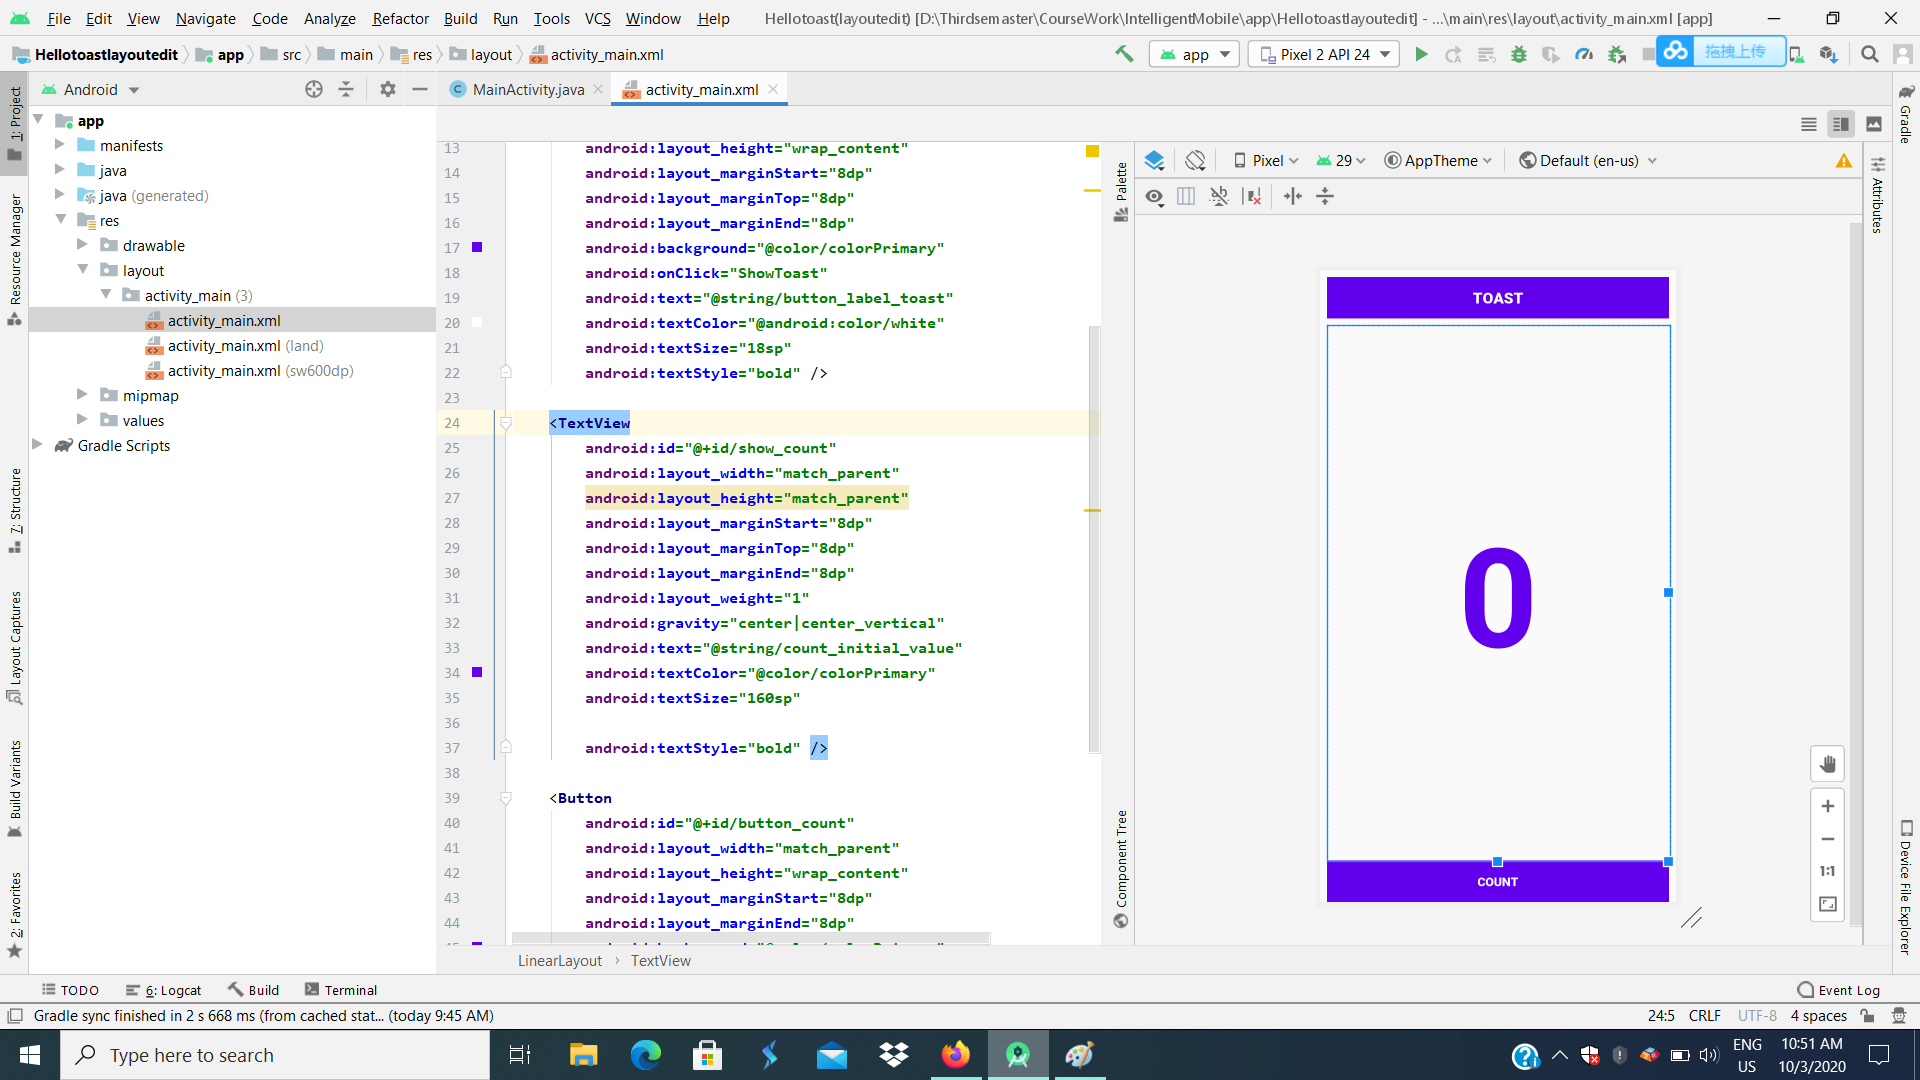 File Edit View Navigate Code Analyze Refactor Build Run Tools VCS Window Help Hellotoast(layoutedit) [D:\Thirdsemaster\CourseWork\IntelligentMobile\app\Hellotoastlayoutedit] - ...\main\res\layout\activity_main.xml [app]
Hellotoastlayoutedit app src main res layout activity_main.xml app Pixel 2 API 24 拖拽上传
Android MainActivity.java activity_main.xml
1: Project
Resource Manager
7: Structure
Layout Captures
Build Variants
2: Favorites
app
manifests
java
java (generated)
res
drawable
layout
activity_main (3)
activity_main.xml
activity_main.xml (land)
activity_main.xml (sw600dp)
mipmap
values
Gradle Scripts
13 android:layout_height="wrap_content"
14 android:layout_marginStart="8dp"
15 android:layout_marginTop="8dp"
16 android:layout_marginEnd="8dp"
17 android:background="@color/colorPrimary"
18 android:onClick="ShowToast"
19 android:text="@string/button_label_toast"
20 android:textColor="@android:color/white"
21 android:textSize="18sp"
22 android:textStyle="bold" />
23
24 <TextView
25 android:id="@+id/show_count"
26 android:layout_width="match_parent"
27 android:layout_height="match_parent"
28 android:layout_marginStart="8dp"
29 android:layout_marginTop="8dp"
30 android:layout_marginEnd="8dp"
31 android:layout_weight="1"
32 android:gravity="center|center_vertical"
33 android:text="@string/count_initial_value"
34 android:textColor="@color/colorPrimary"
35 android:textSize="160sp"
36
37 android:textStyle="bold" />
38
39 <Button
40 android:id="@+id/button_count"
41 android:layout_width="match_parent"
42 android:layout_height="wrap_content"
43 android:layout_marginStart="8dp"
44 android:layout_marginEnd="8dp"
LinearLayout › TextView
Palette
Component Tree
Pixel 29 AppTheme Default (en-us)
TOAST
0
COUNT
1:1
Gradle
Attributes
Device File Explorer
TODO 6: Logcat Build Terminal Event Log
Gradle sync finished in 2 s 668 ms (from cached stat... (today 9:45 AM) 24:5 CRLF UTF-8 4 spaces
Type here to search
ENG
US
10:51 AM
10/3/2020